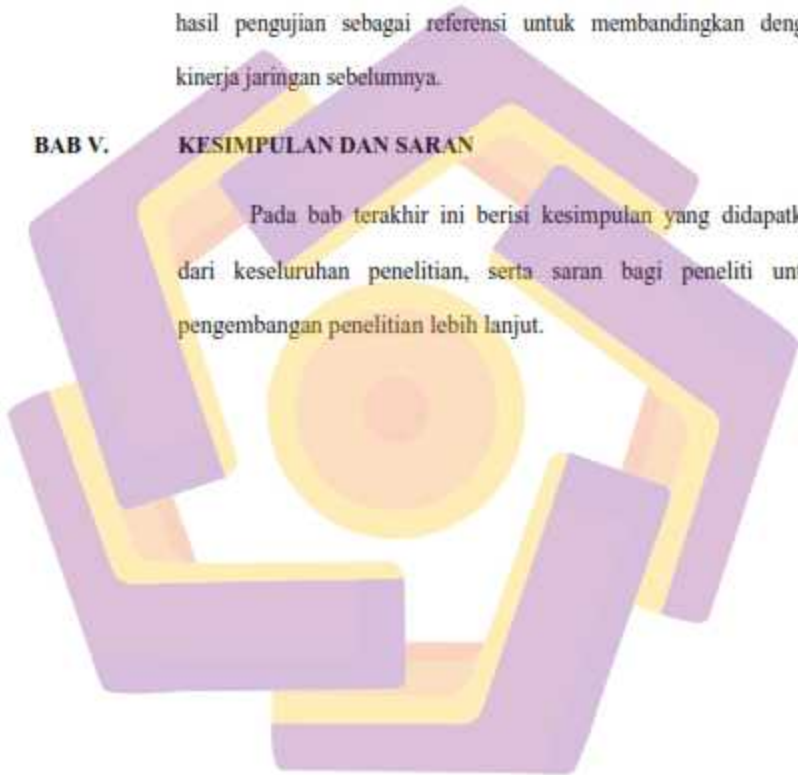 hasil pengujian sebagai referensi untuk membandingkan deng
kinerja jaringan sebelumnya.
BAB V. KESIMPULAN DAN SARAN
Pada bab terakhir ini berisi kesimpulan yang didapatk
dari keseluruhan penelitian, serta saran bagi peneliti unt
pengembangan penelitian lebih lanjut.